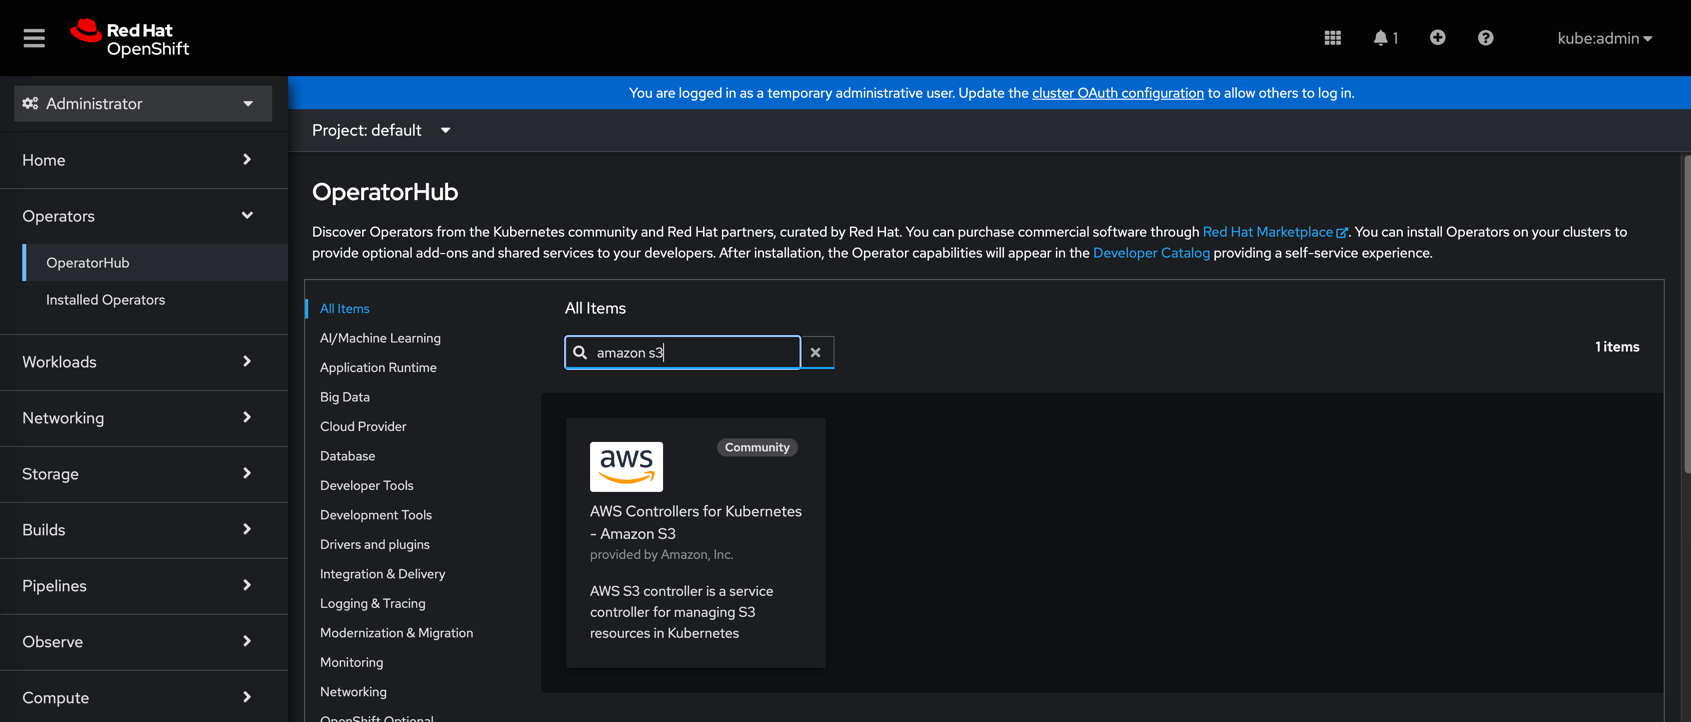 Red Hat
OpenShift
1
kube:admin
Administrator
You are logged in as a temporary administrative user. Update the cluster OAuth configuration to allow others to log in.
Project: default
Home
Operators
OperatorHub
Installed Operators
Workloads
Networking
Storage
Builds
Pipelines
Observe
Compute
OperatorHub
Discover Operators from the Kubernetes community and Red Hat partners, curated by Red Hat. You can purchase commercial software through Red Hat Marketplace. You can install Operators on your clusters to
provide optional add-ons and shared services to your developers. After installation, the Operator capabilities will appear in the Developer Catalog providing a self-service experience.
All Items
AI/Machine Learning
Application Runtime
Big Data
Cloud Provider
Database
Developer Tools
Development Tools
Drivers and plugins
Integration & Delivery
Logging & Tracing
Modernization & Migration
Monitoring
Networking
OpenShift Optional
All Items
amazon s3
1 items
aws
Community
AWS Controllers for Kubernetes
- Amazon S3
provided by Amazon, Inc.
AWS S3 controller is a service
controller for managing S3
resources in Kubernetes